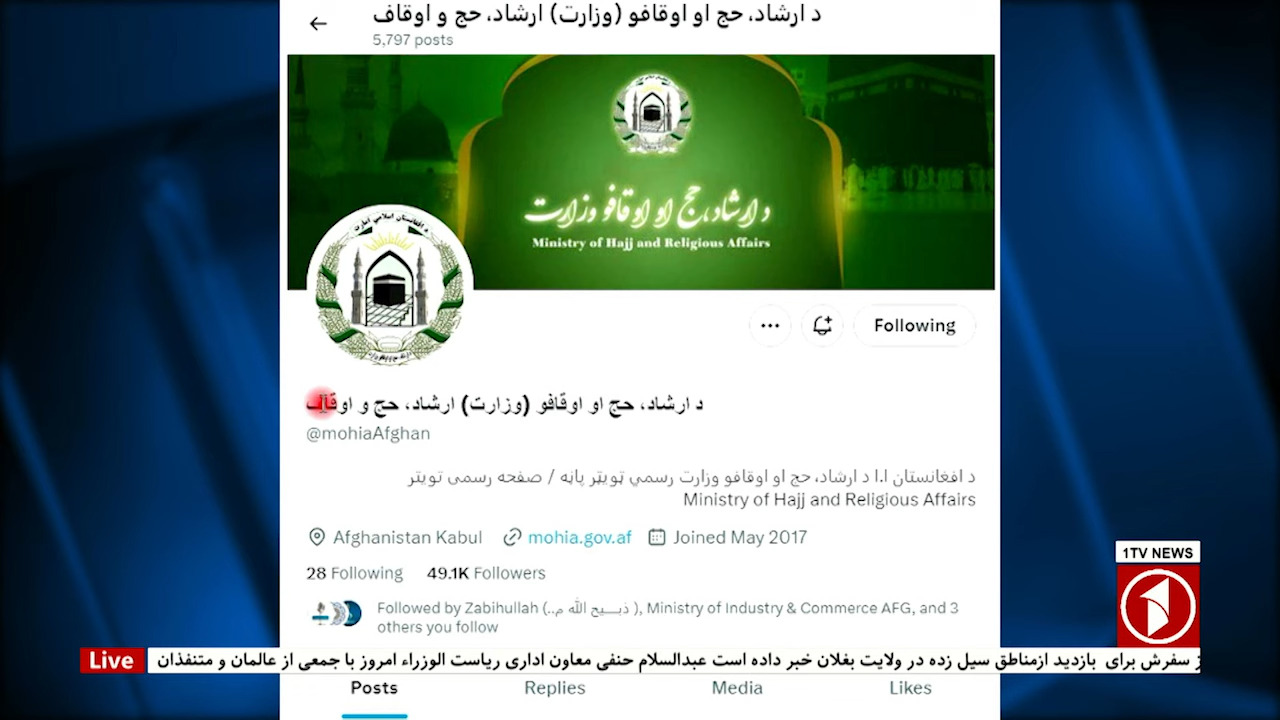 د ارشاد، حج او اوقافو (وزارت) ارشاد، حج و اوقاف
5,797 posts
د ارشاد، حج او اوقافو وزارت
Ministry of Hajj and Religious Affairs
د افغانستان اسلامي امارت
Following
د ارشاد، حج او اوقافو (وزارت) ارشاد، حج و اوقاف
@mohiaAfghan
د افغانستان ا.ا د ارشاد، حج او اوقافو وزارت رسمي ټویټر پاڼه / صفحه رسمی تویتر
Ministry of Hajj and Religious Affairs
Afghanistan Kabul mohia.gov.af Joined May 2017
28 Following 49.1K Followers
Followed by Zabihullah (..ذبـــیح الله م ), Ministry of Industry & Commerce AFG, and 3
others you follow
1TV NEWS
Live
ز سفرش برای بازدید ازمناطق سیل زده در ولایت بغلان خبر داده است عبدالسلام حنفی معاون اداری ریاست الوزراء امروز با جمعی از عالمان و متنفذان
Posts Replies Media Likes